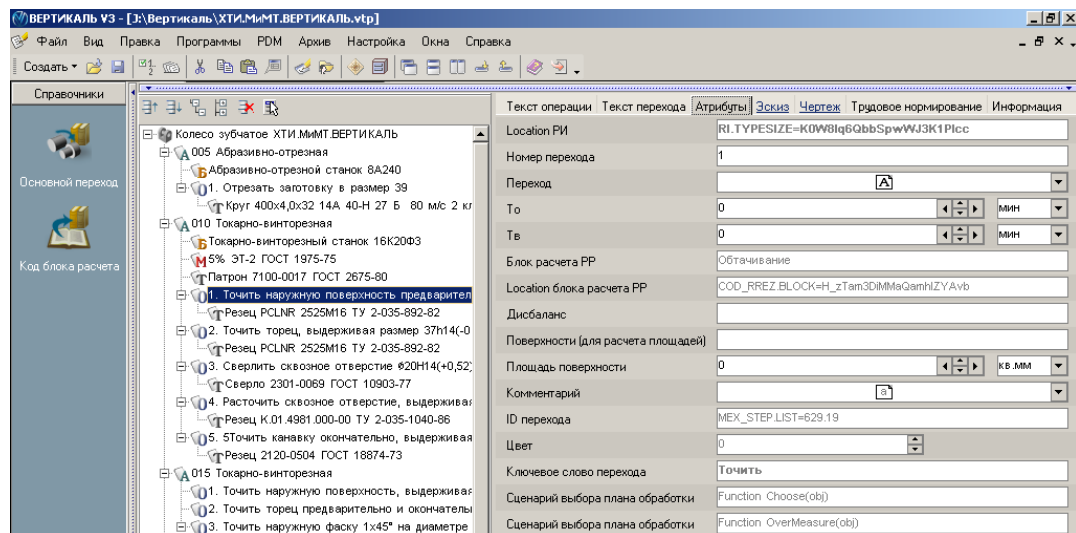 ВЕРТИКАЛЬ V3 - [J:\Вертикаль\ХТИ.МиМТ.ВЕРТИКАЛЬ.vtp]
Файл Вид Правка Программы PDM Архив Настройка Окна Справка
Создать
Справочники
Основной переход
Код блока расчета
Колесо зубчатое ХТИ.МиМТ.ВЕРТИКАЛЬ
005 Абразивно-отрезная
Абразивно-отрезной станок 8А240
1. Отрезать заготовку в размер 39
Круг 400х4,0х32 14А 40-Н 27 Б 80 м/с 2 кл
010 Токарно-винторезная
Токарно-винторезный станок 16К20Ф3
5% ЭТ-2 ГОСТ 1975-75
Патрон 7100-0017 ГОСТ 2675-80
1. Точить наружную поверхность предварител
Резец PCLNR 2525М16 ТУ 2-035-892-82
2. Точить торец, выдерживая размер 37h14(-0
Резец PCLNR 2525М16 ТУ 2-035-892-82
3. Сверлить сквозное отверстие ø20Н14(+0,52)
Сверло 2301-0069 ГОСТ 10903-77
4. Расточить сквозное отверстие, выдерживая
Резец К.01.4981.000-00 ТУ 2-035-1040-86
5. 5Точить канавку окончательно, выдерживая
Резец 2120-0504 ГОСТ 18874-73
015 Токарно-винторезная
1. Точить наружную поверхность, выдерживая
2. Точить торец предварительно и окончатель
3. Точить наружную фаску 1х45° на диаметре
Текст операции Текст перехода Атрибуты Эскиз Чертеж Трудовое нормирование Информация
Location РИ
Номер перехода 1
Переход A
То 0 мин
Тв 0 мин
Блок расчета РР Обтачивание
Location блока расчета РР COD_RREZ.BLOCK=H_zTam3DiMMaQamhIZYAvb
Дисбаланс
Поверхности (для расчета площадей)
Площадь поверхности 0 кв.мм
Комментарий a
ID перехода MEX_STEP.LIST=629.19
Цвет 0
Ключевое слово перехода Точить
Сценарий выбора плана обработки Function Choose(obj)
Сценарий выбора плана обработки Function OverMeasure(obj)